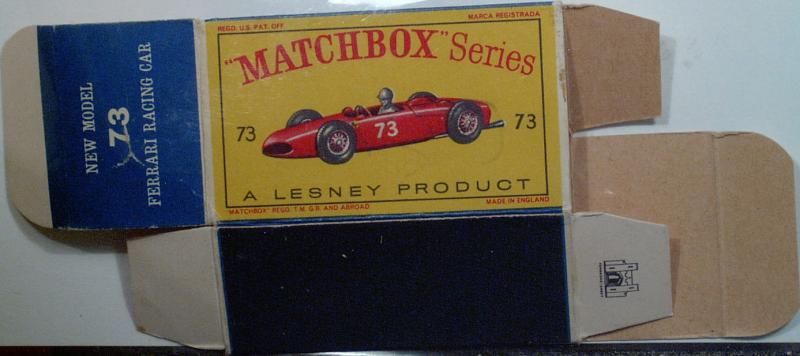 NEW MODEL
73
FERRARI RACING CAR
REGD. U.S. PAT. OFF
MARCA REGISTRADA
"MATCHBOX" Series
73
73
73
A LESNEY PRODUCT
"MATCHBOX" REGD. T.M. G.B. AND ABROAD
MADE IN ENGLAND